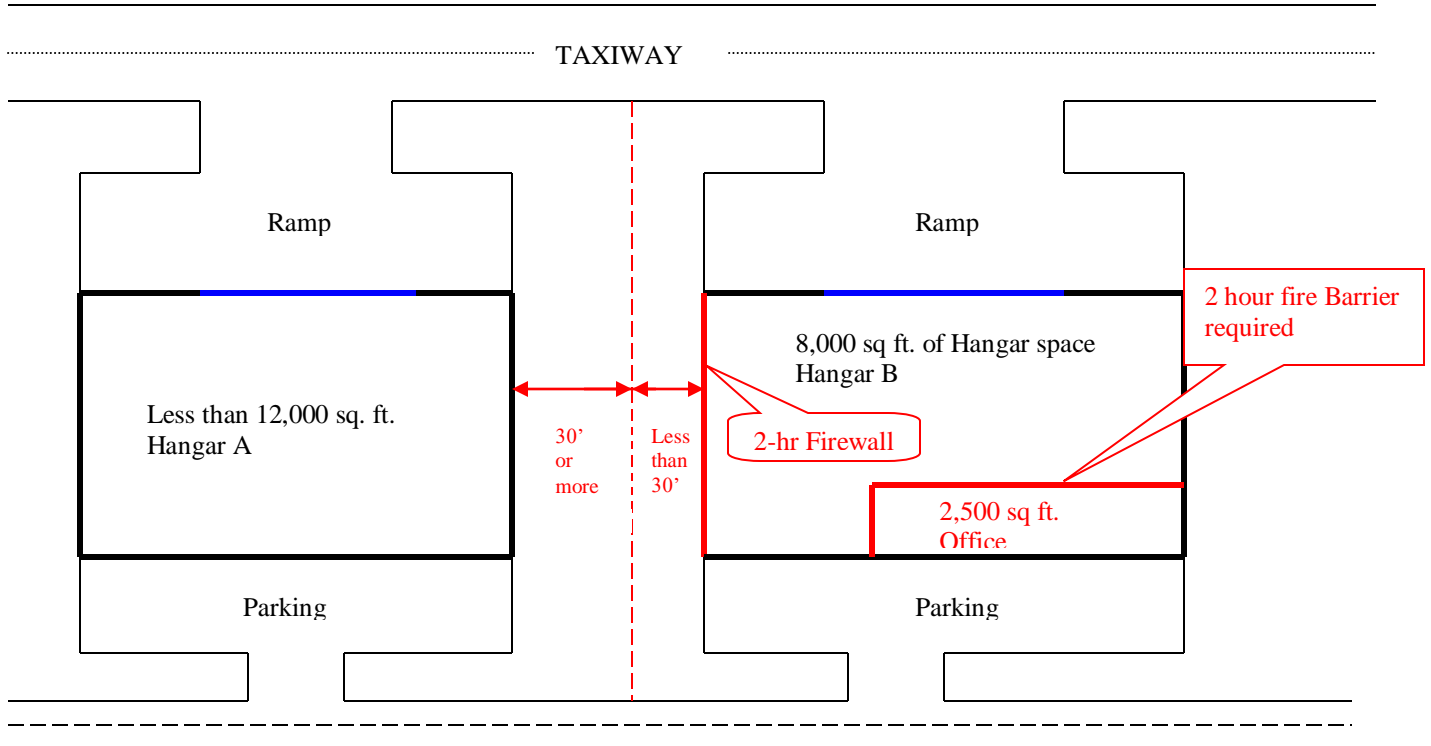 TAXIWAY
Ramp
Ramp
2 hour fire Barrier
required
8,000 sq ft. of Hangar space
Hangar B
Less than 12,000 sq. ft.
Hangar A
30’
or
more
Less
than
30’
2-hr Firewall
2,500 sq ft.
Office
Parking
Parking